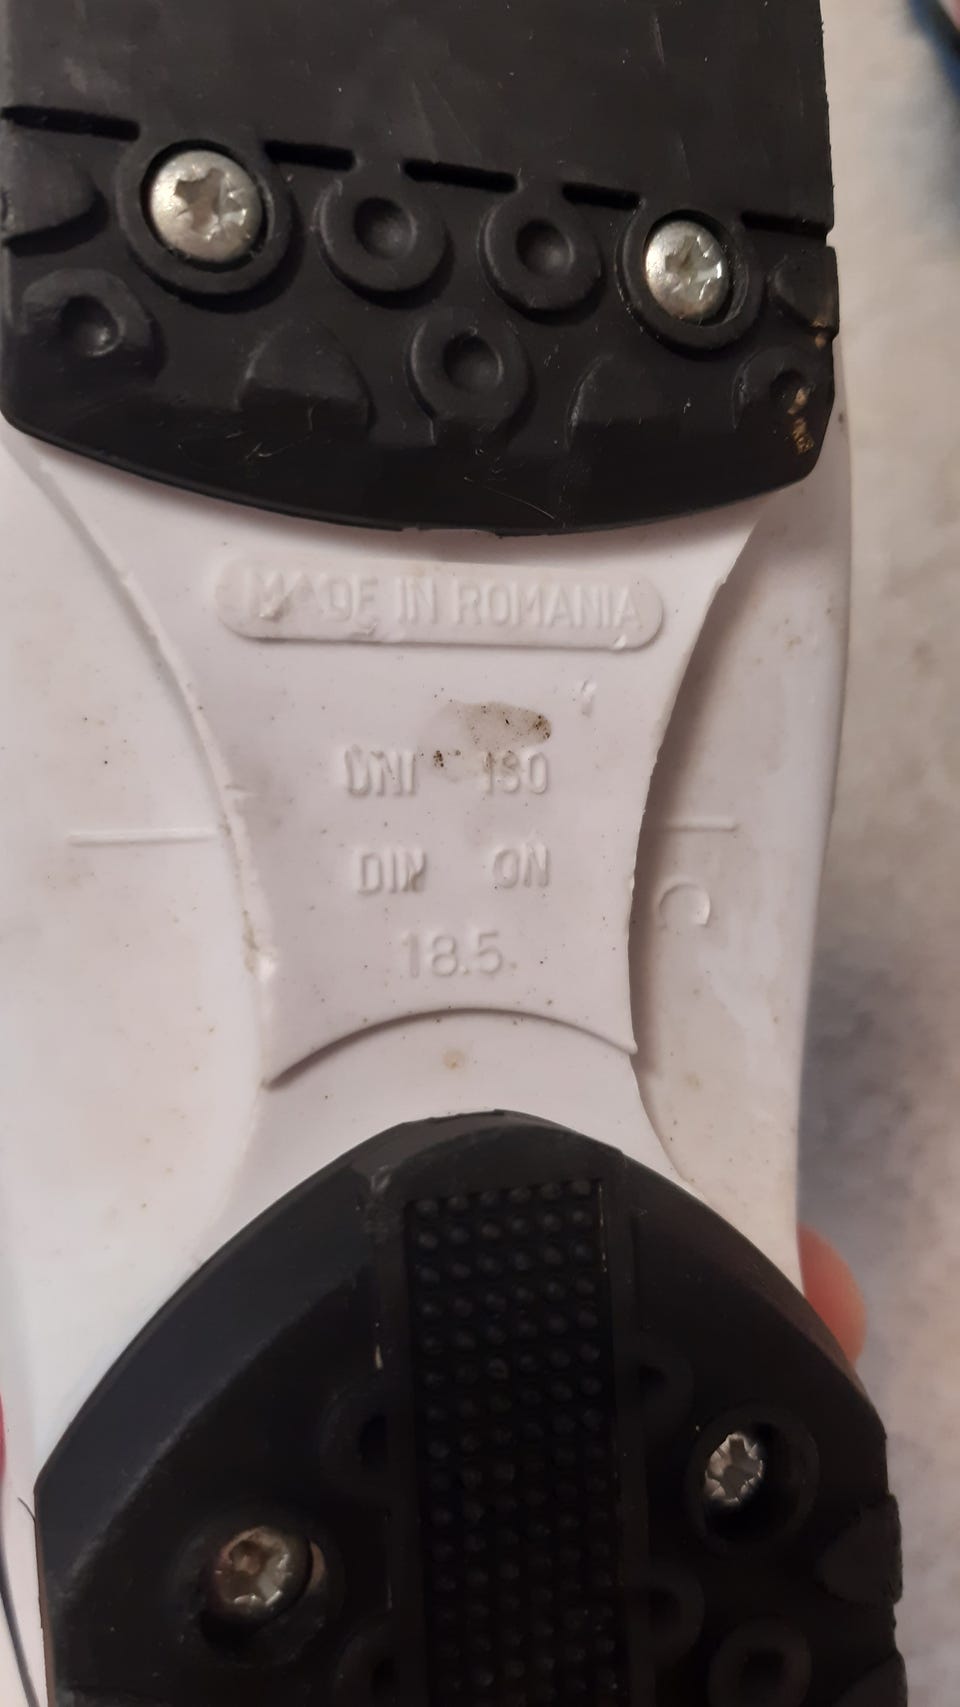 MADE IN ROMANIA
UNI ISO
DIN ON
18.5
C